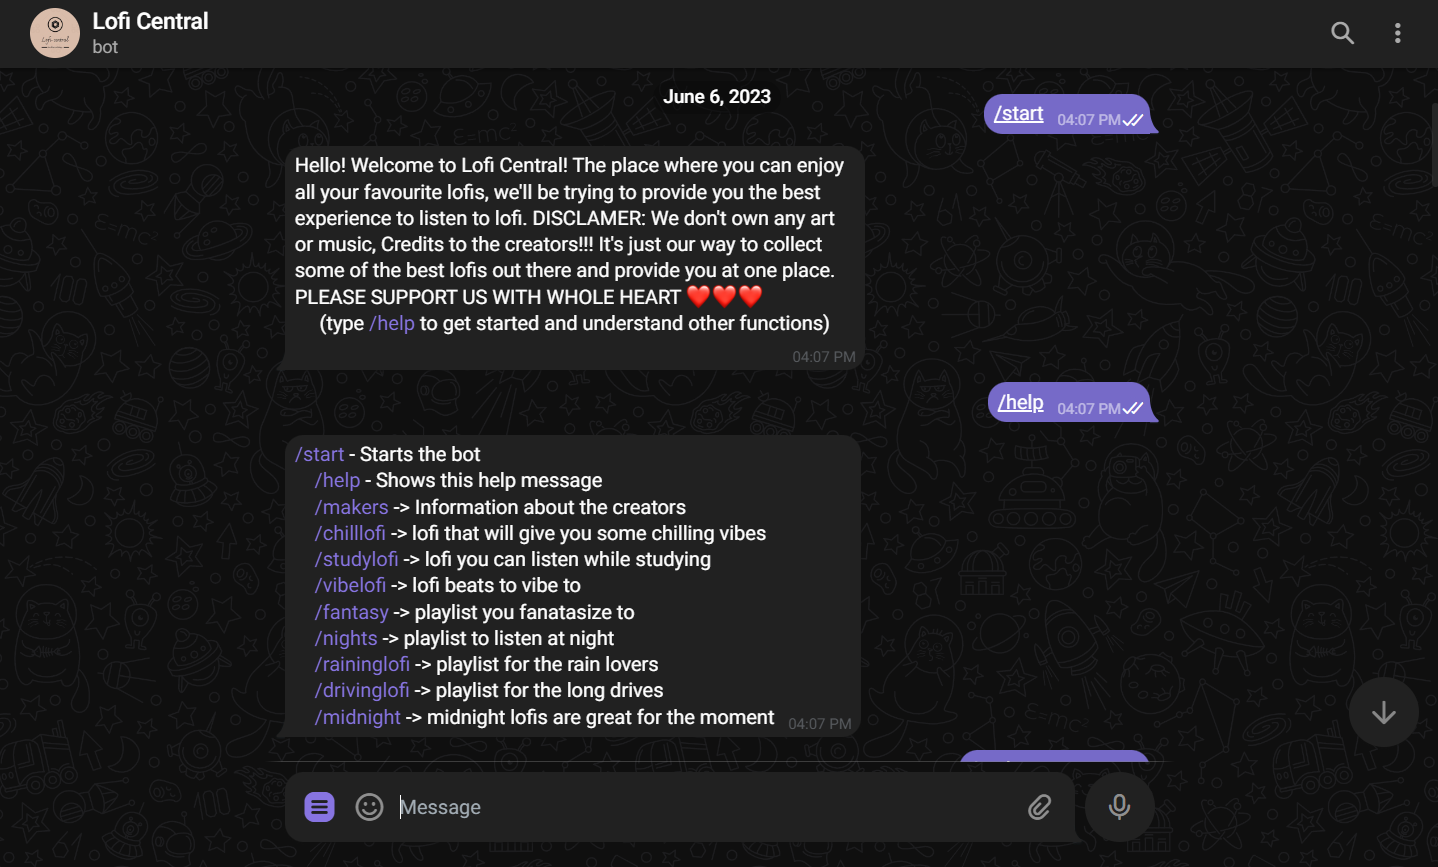 Lofi Central
bot
June 6, 2023
/start 04:07 PM
Hello! Welcome to Lofi Central! The place where you can enjoy
all your favourite lofis, we'll be trying to provide you the best
experience to listen to lofi. DISCLAMER: We don't own any art
or music, Credits to the creators!!! It's just our way to collect
some of the best lofis out there and provide you at one place.
PLEASE SUPPORT US WITH WHOLE HEART ❤️❤️❤️
(type /help to get started and understand other functions)
04:07 PM
/help 04:07 PM
/start - Starts the bot
/help - Shows this help message
/makers -> Information about the creators
/chilllofi -> lofi that will give you some chilling vibes
/studylofi -> lofi you can listen while studying
/vibelofi -> lofi beats to vibe to
/fantasy -> playlist you fanatasize to
/nights -> playlist to listen at night
/raininglofi -> playlist for the rain lovers
/drivinglofi -> playlist for the long drives
/midnight -> midnight lofis are great for the moment 04:07 PM
Message